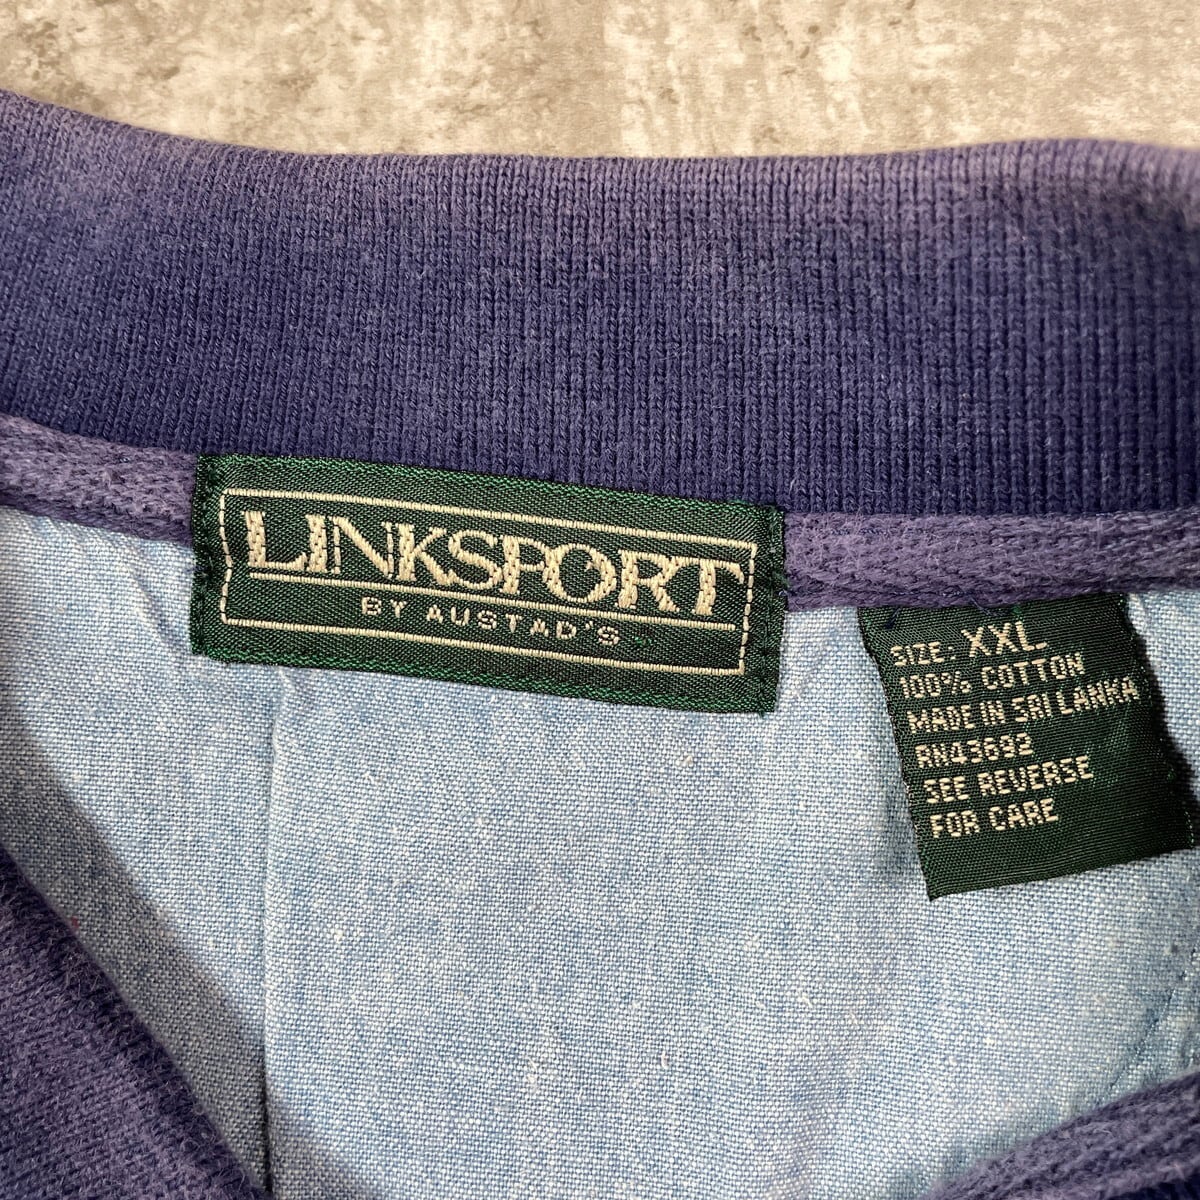 LINKSPORT
BY AUSTAD'S
SIZE: XXL
100% COTTON
MADE IN SRI LANKA
RN43692
SEE REVERSE
FOR CARE